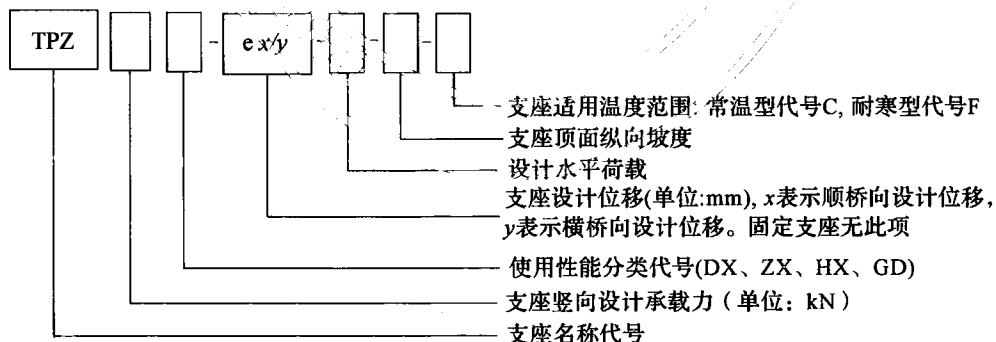 TPZ - e x/y - - -
支座适用温度范围: 常温型代号C, 耐寒型代号F
支座顶面纵向坡度
设计水平荷载
支座设计位移(单位:mm), x表示顺桥向设计位移,
y表示横桥向设计位移。固定支座无此项
使用性能分类代号(DX、ZX、HX、GD)
支座竖向设计承载力（单位：kN）
支座名称代号